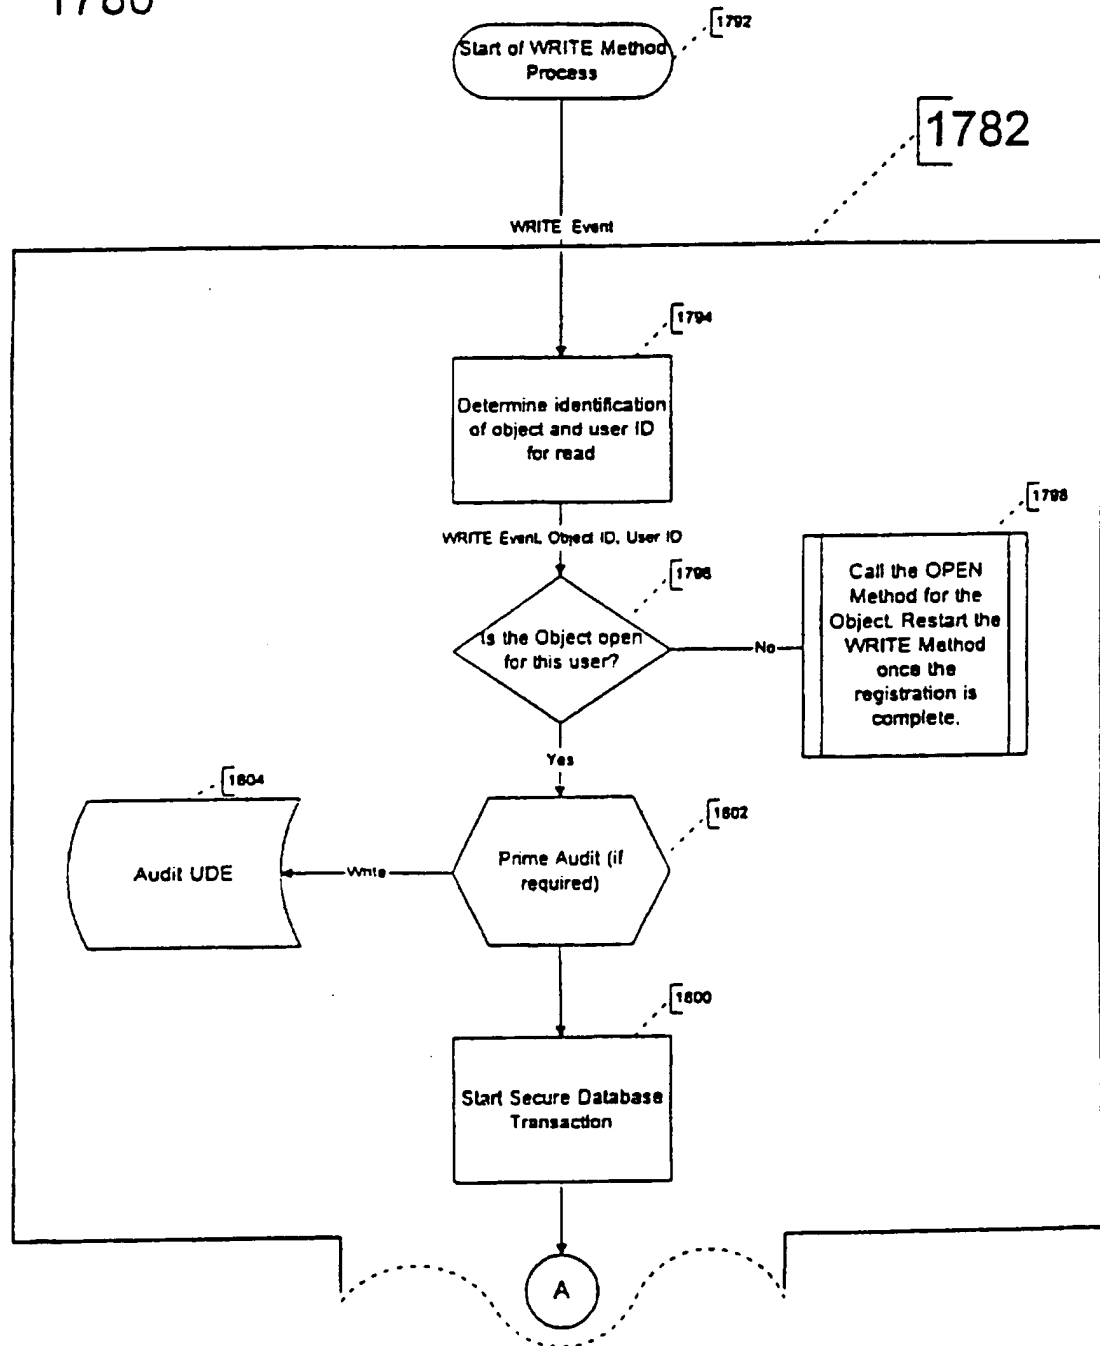 1780
1792
Start of WRITE Method
Process
1782
WRITE Event
1794
Determine identification
of object and user ID
for read
WRITE Event, Object ID, User ID
1796
Is the Object open
for this user?
No
1798
Call the OPEN
Method for the
Object. Restart the
WRITE Method
once the
registration is
complete.
Yes
1804
Audit UDE
Write
1802
Prime Audit (if
required)
1800
Start Secure Database
Transaction
A